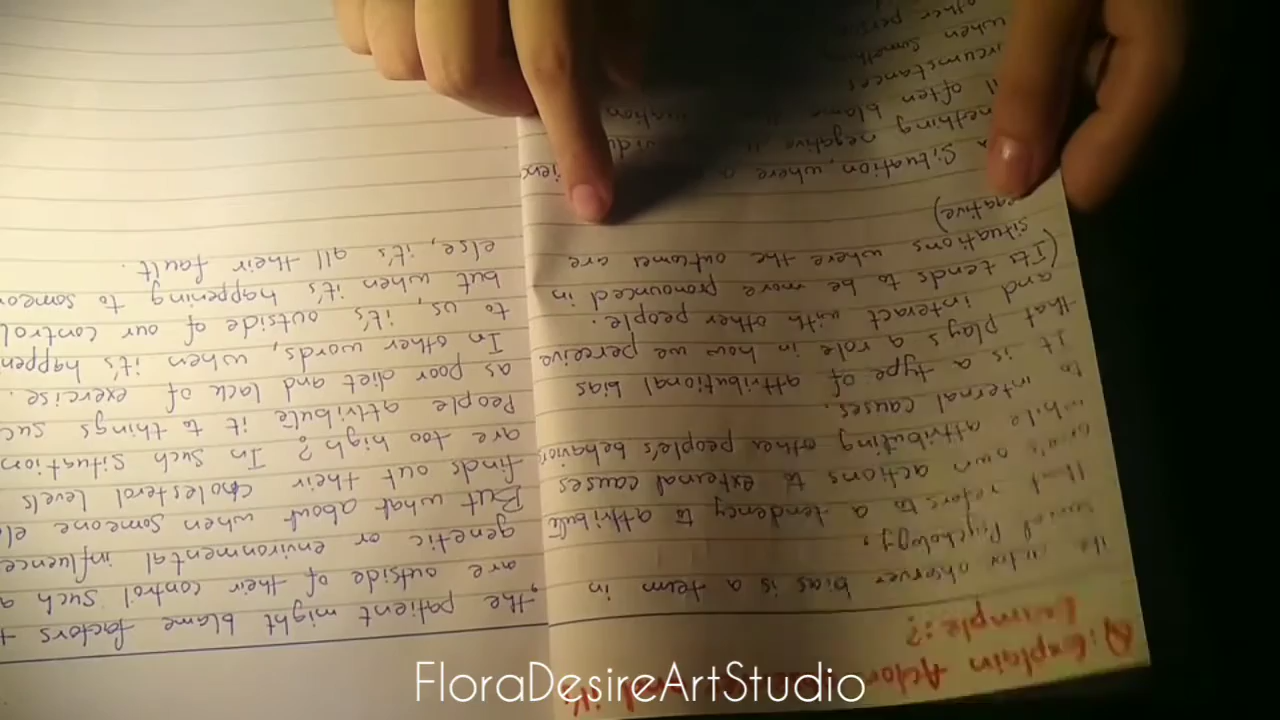 Q: Explain Actor
Example:?
the actor observer bias is a term in
social Psychology,
that refers to a tendency to attribute
one's own actions to external causes
while attributing other people's behaviors
to internal causes.
It is a type of attributional bias
that plays a role in how we perceive
and interact with other people.
(Its tends to be more pronounced in
situations where the outcomes are
negative)
situation, where a
negative
ll often blame
circumstances
when
other
the patient might blame factors
are outside of their control such a
genetic or environmental influence
But what about when someone
finds out their cholesterol levels
are too high? In such situation
People attribute it to things suc
as poor diet and lack of exercise.
In other words, when it's happen
to us, it's outside of our control
but when it's happening to someon
else, it's all their fault.
FloraDesireArtStudio